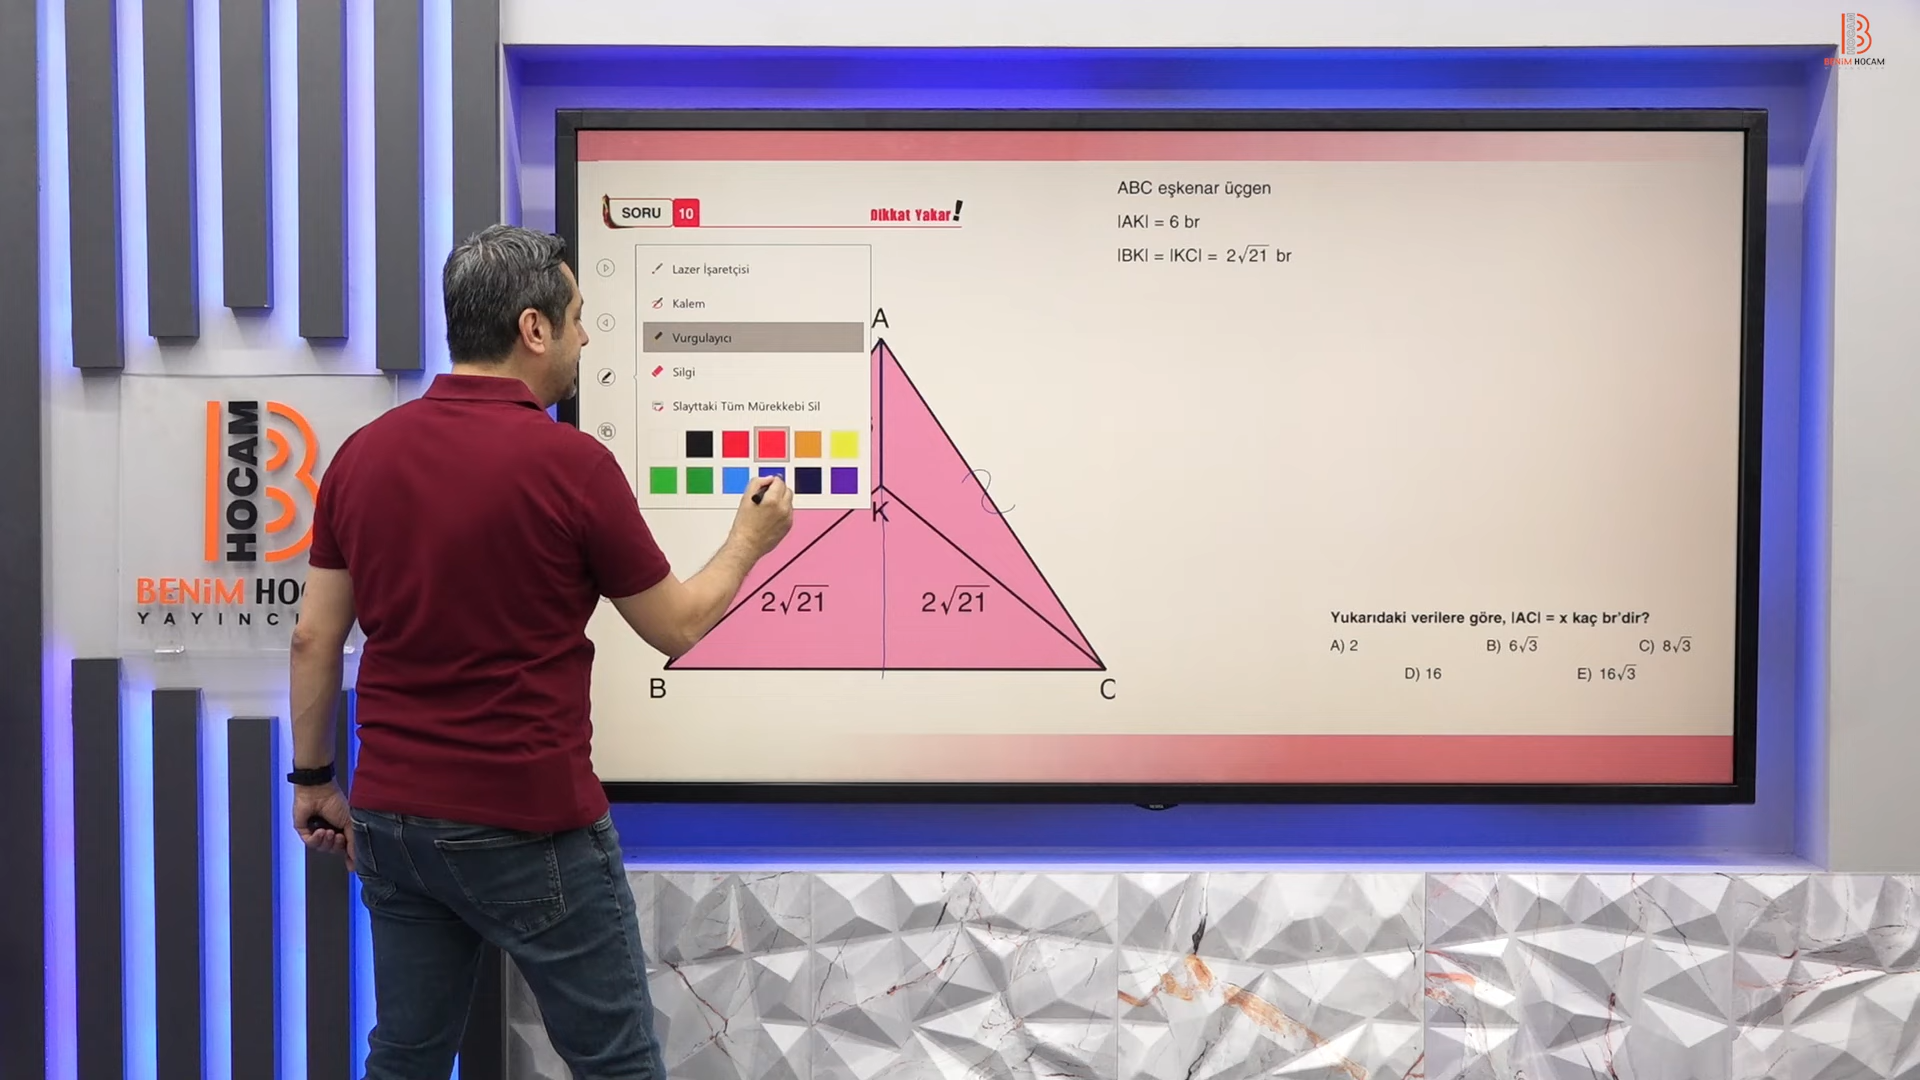 HOCAM
BENİM HOCAM
SORU 10
Dikkat Yakar!
Lazer İşaretçisi
Kalem
Vurgulayıcı
Silgi
Slayttaki Tüm Mürekkebi Sil
A
K
2√21
2√21
B
C
x
ABC eşkenar üçgen
|AK| = 6 br
|BK| = |KC| = 2√21 br
Yukarıdaki verilere göre, |AC| = x kaç br'dir?
A) 2
B) 6√3
C) 8√3
D) 16
E) 16√3
HOCAM
BENİM HO
YAYINC